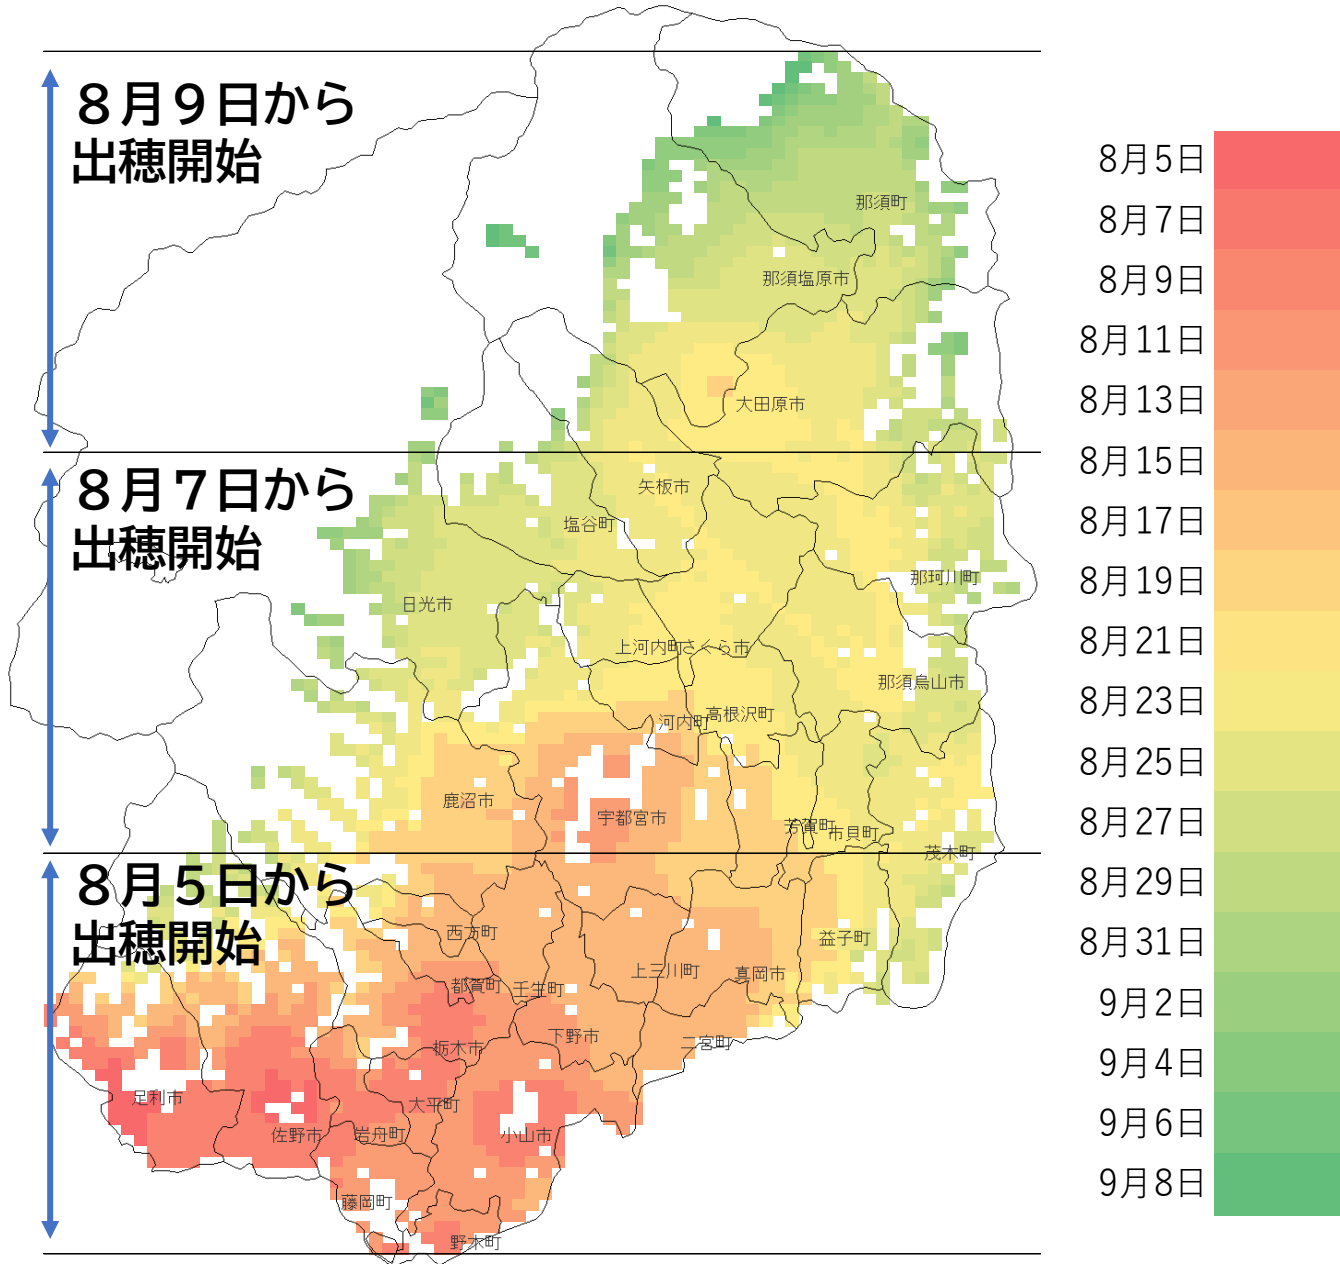 ８月９日から
出穂開始
８月７日から
出穂開始
８月５日から
出穂開始
那須町
那須塩原市
大田原市
矢板市
塩谷町
那珂川町
日光市
上河内町
さくら市
那須烏山市
河内町
高根沢町
鹿沼市
宇都宮市
芳賀町
市貝町
茂木町
西方町
益子町
上三川町
真岡市
都賀町
壬生町
下野市
二宮町
栃木市
足利市
大平町
佐野市
岩舟町
小山市
藤岡町
野木町
8月5日
8月7日
8月9日
8月11日
8月13日
8月15日
8月17日
8月19日
8月21日
8月23日
8月25日
8月27日
8月29日
8月31日
9月2日
9月4日
9月6日
9月8日